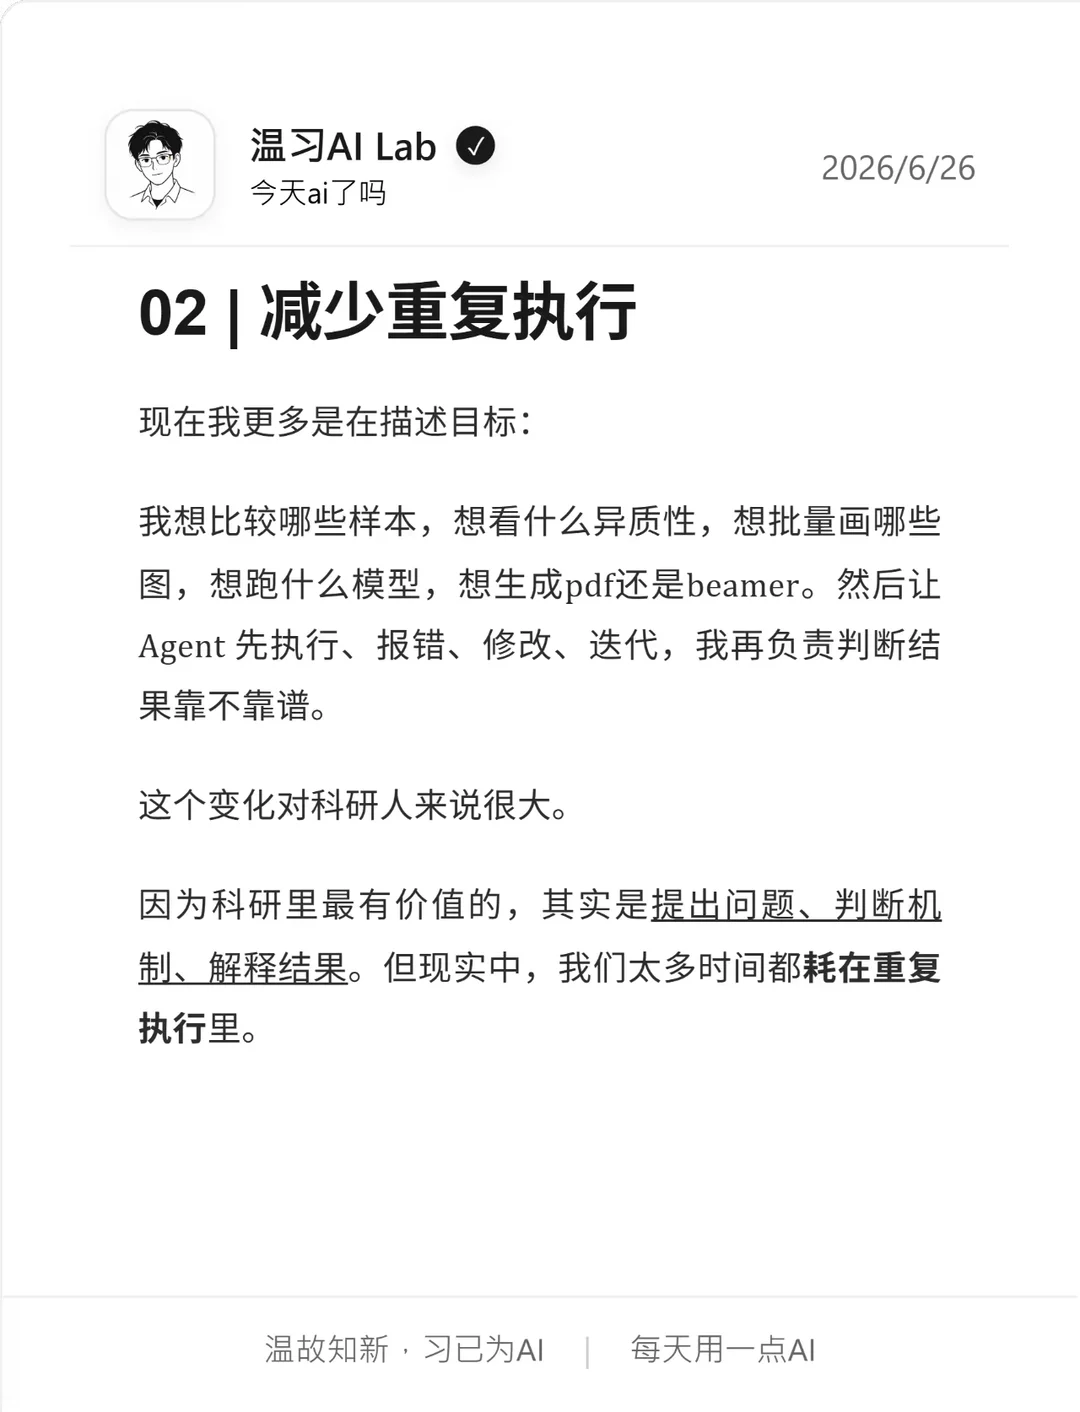 温习AI Lab
今天ai了吗
2026/6/26
02 | 减少重复执行
现在我更多是在描述目标：
我想比较哪些样本，想看什么异质性，想批量画哪些
图，想跑什么模型，想生成pdf还是beamer。然后让
Agent 先执行、报错、修改、迭代，我再负责判断结
果靠不靠谱。
这个变化对科研人来说很大。
因为科研里最有价值的，其实是提出问题、判断机
制、解释结果。但现实中，我们太多时间都耗在重复
执行里。
温故知新，习已为AI | 每天用一点AI